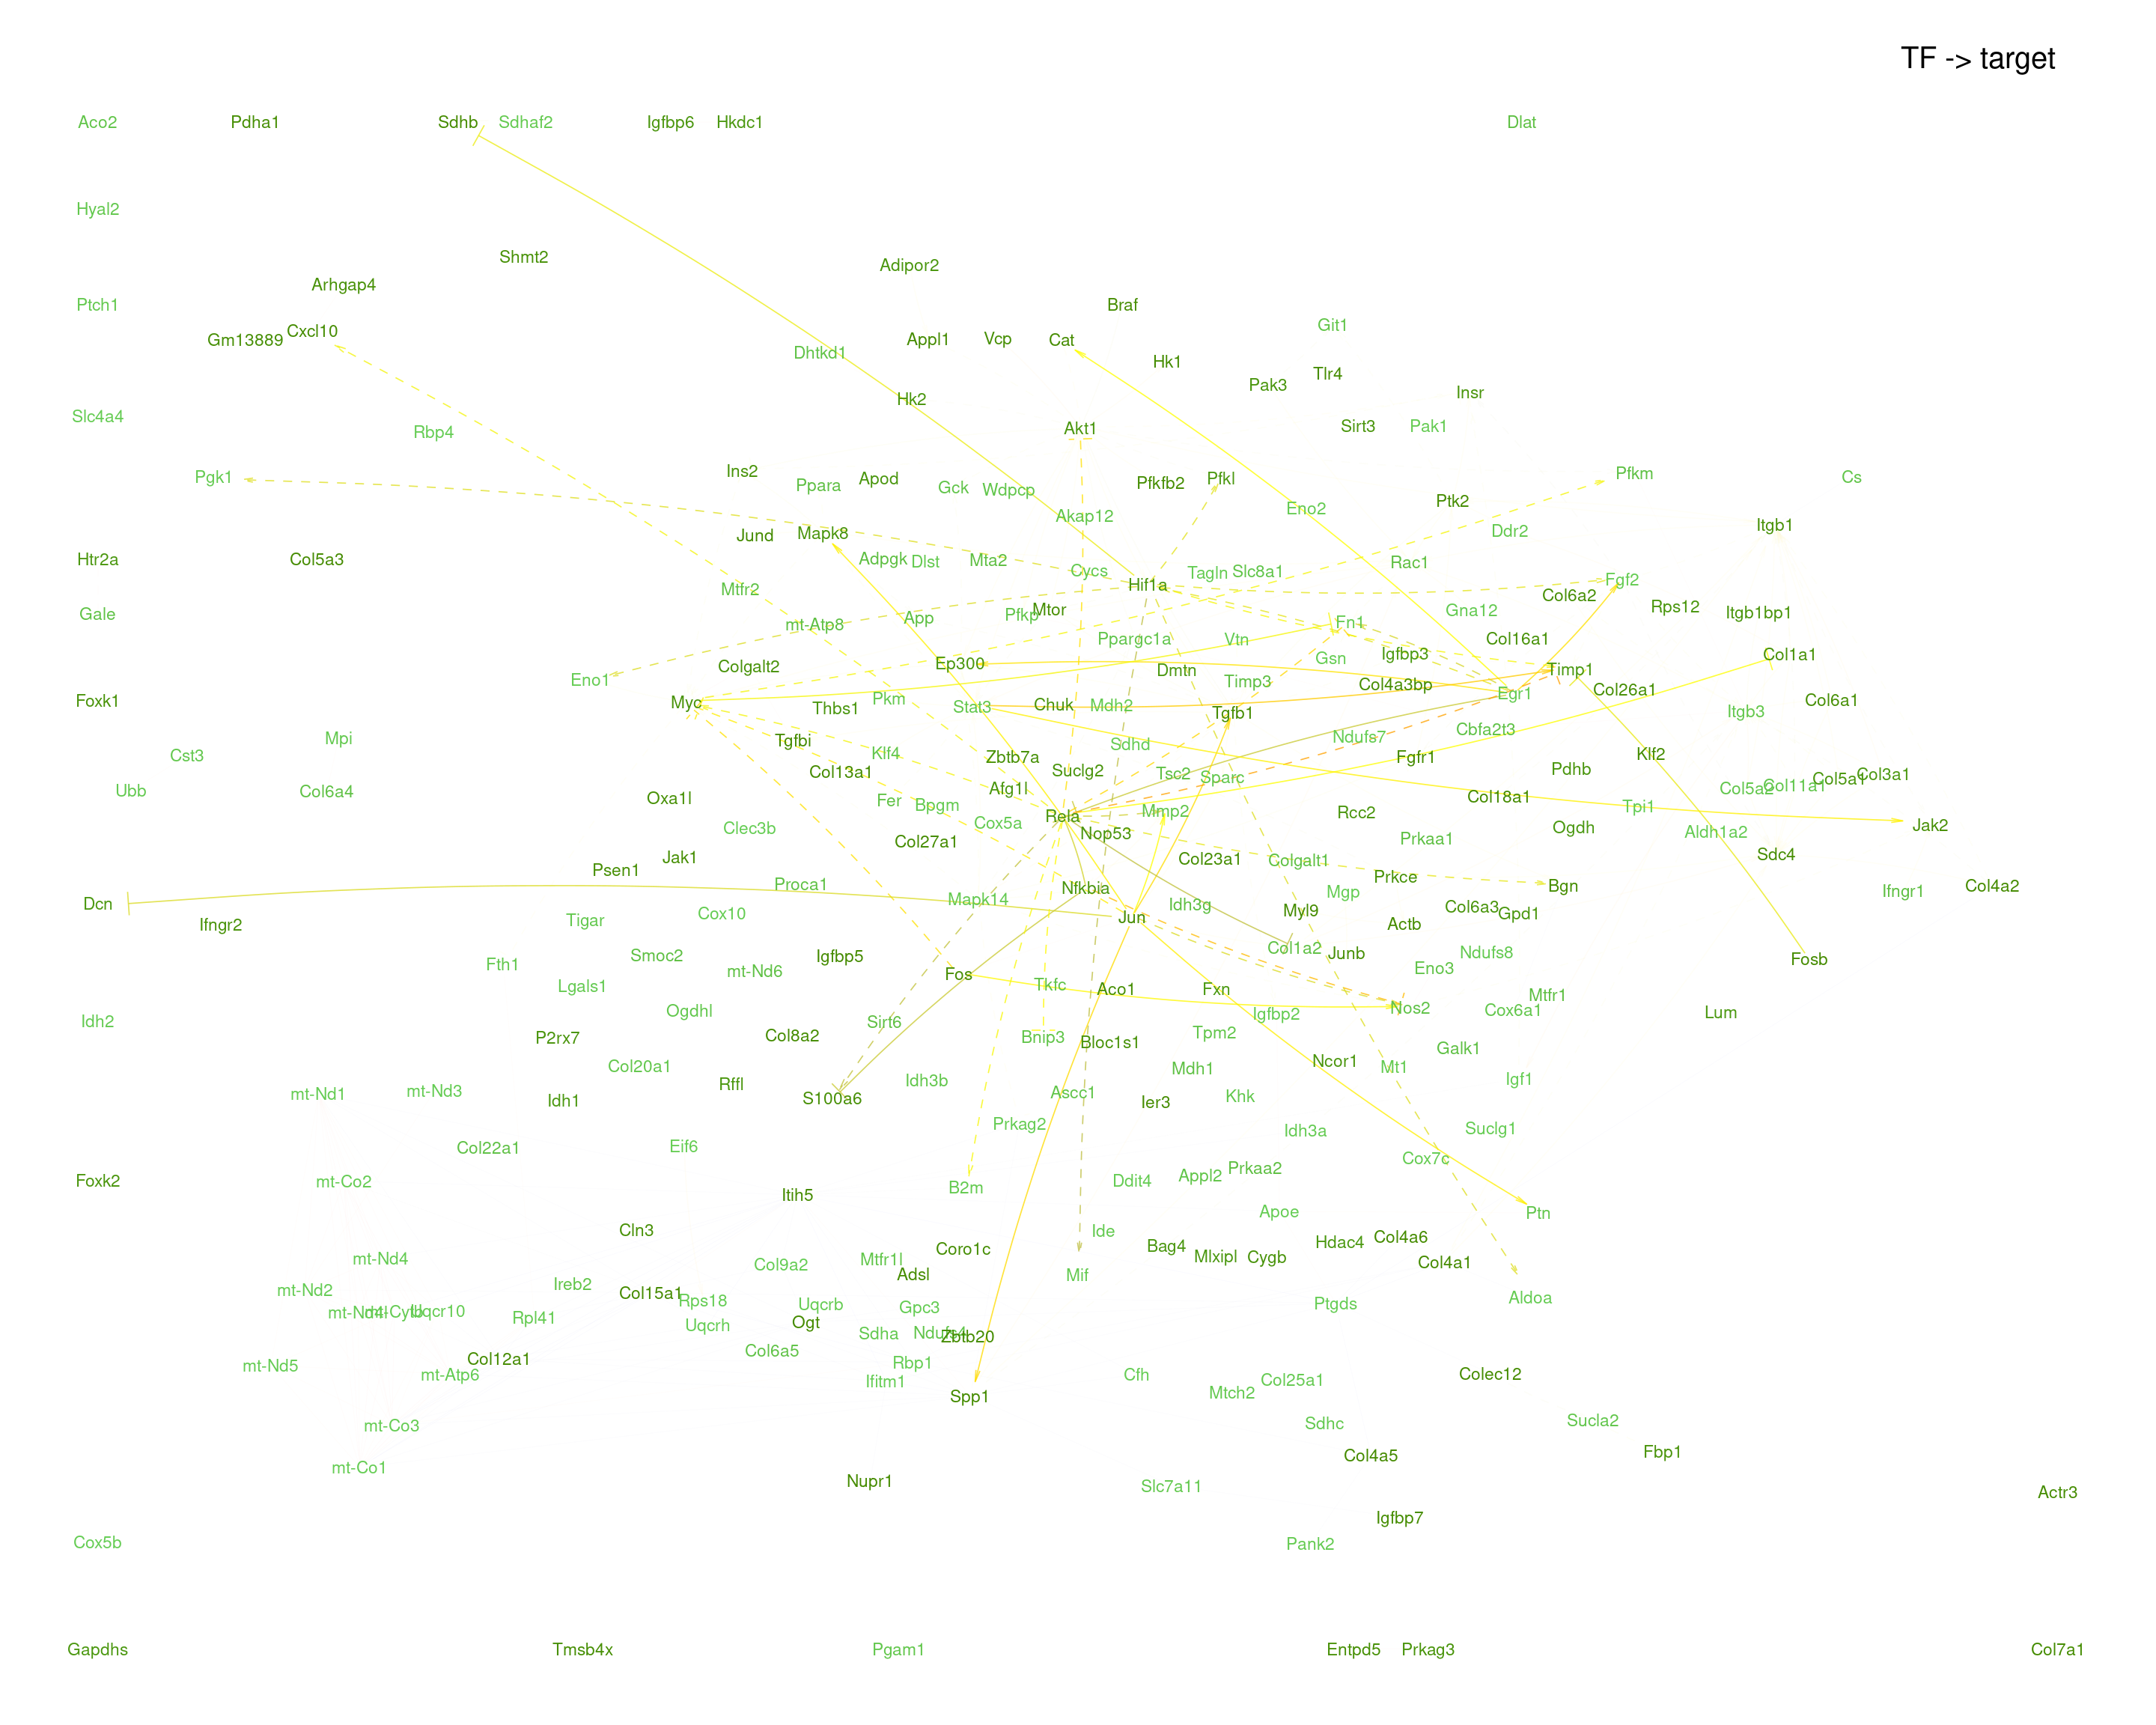 TF -> target
Aco2 Pdha1 Sdhb Sdhaf2 Igfbp6 Hkdc1 Dlat
Hyal2
Shmt2 Adipor2
Arhgap4
Ptch1 Braf
Git1
Gm13889 Cxcl10 Appl1 Vcp Cat
Dhtkd1 Hk1
Pak3 Tlr4
Hk2 Insr
Slc4a4 Rbp4 Akt1 Sirt3 Pak1
Pgk1 Ins2 Ppara Apod Gck Wdpcp Pfkfb2 Pfkl Pfkm Cs
Akap12 Eno2 Ptk2
Jund Mapk8 Ddr2 Itgb1
Htr2a Col5a3 Adpgk Dlst Mta2 Cycs Tagln Slc8a1 Rac1
Mtfr2 Hif1a Fgf2
Col6a2
Gale mt-Atp8 App Pfkp Mtor Fn1 Gna12 Rps12 Itgb1bp1
Ppargc1a Vtn Col16a1
Colgalt2 Ep300 Dmtn Gsn Igfbp3 Timp1 Col1a1
Eno1 Timp3 Col4a3bp Egr1 Col26a1
Foxk1 Myc Thbs1 Pkm Stat3 Chuk Mdh2 Tgfb1 Itgb3 Col6a1
Mpi Tgfbi Sdhd Ndufs7 Cbfa2t3
Cst3 Klf4 Zbtb7a Fgfr1 Klf2
Col13a1 Suclg2 Tsc2 Sparc Pdhb
Ubb Col6a4 Oxa1l Fer Bpgm Afg1l Col18a1 Tpi1 Col5a2 Col11a1 Col5a1 Col3a1
Clec3b Cox5a Rela Mmp2 Rcc2 Ogdh Aldh1a2 Jak2
Col27a1 Nop53 Prkaa1
Psen1 Jak1 Col23a1 Colgalt1 Sdc4
Proca1 Nfkbia Mgp Prkce Bgn Ifngr1 Col4a2
Dcn Mapk14 Idh3g Col6a3 Gpd1
Ifngr2 Tigar Cox10 Jun Myl9 Actb
Fth1 Smoc2 Igfbp5 Col1a2 Junb Ndufs8 Fosb
Lgals1 mt-Nd6 Fos Tkfc Aco1 Fxn Eno3 Mtfr1
Idh2 Ogdhl Sirt6 Igfbp2 Nos2 Cox6a1 Lum
P2rx7 Col8a2 Bnip3 Bloc1s1 Tpm2 Galk1
Col20a1 Mdh1 Ncor1 Mt1
mt-Nd1 mt-Nd3 Idh1 Rffl S100a6 Idh3b Ascc1 Ier3 Khk Igf1
Prkag2 Idh3a Suclg1
Col22a1 Eif6 Cox7c
Foxk2 mt-Co2 Itih5 B2m Ddit4 Appl2 Prkaa2
Cln3 Ide Apoe Ptn
mt-Nd4 Col9a2 Mtfr1l Coro1c Bag4 Mlxipl Cygb Hdac4 Col4a6 Col4a1
mt-Nd2 Ireb2 Col15a1 Adsl Mif
mt-Nd4l mt-Cytb Uqcr10 Rpl41 Rps18 Uqcrb Gpc3 Ptgds Aldoa
Uqcrh Ogt Sdha Ndufs4 Zbtb20
mt-Nd5 mt-Atp6 Col12a1 Col6a5 Rbp1
Ifitm1 Spp1 Cfh Mtch2 Col25a1 Colec12
mt-Co3 Sdhc Sucla2
mt-Co1 Nupr1 Col4a5 Fbp1
Slc7a11 Actr3
Igfbp7
Cox5b Pank2
Gapdhs Tmsb4x Pgam1 Entpd5 Prkag3 Col7a1